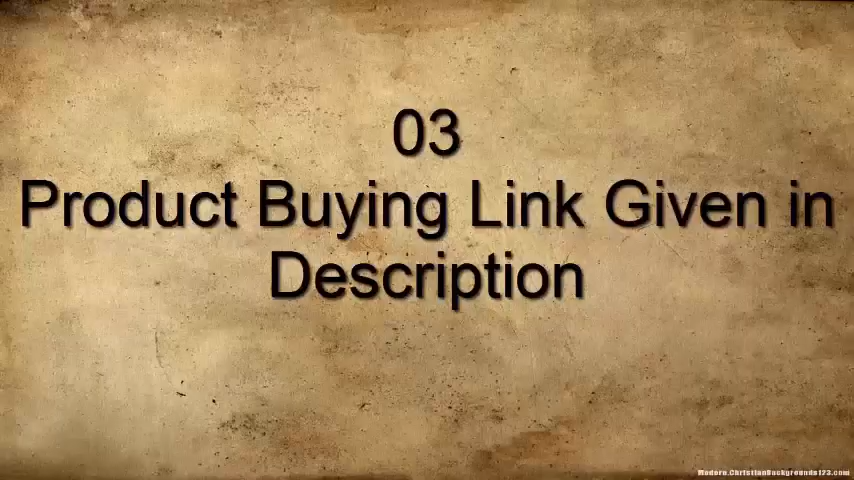 03
Product Buying Link Given in
Description
Modern.ChristianBackgrounds123.com